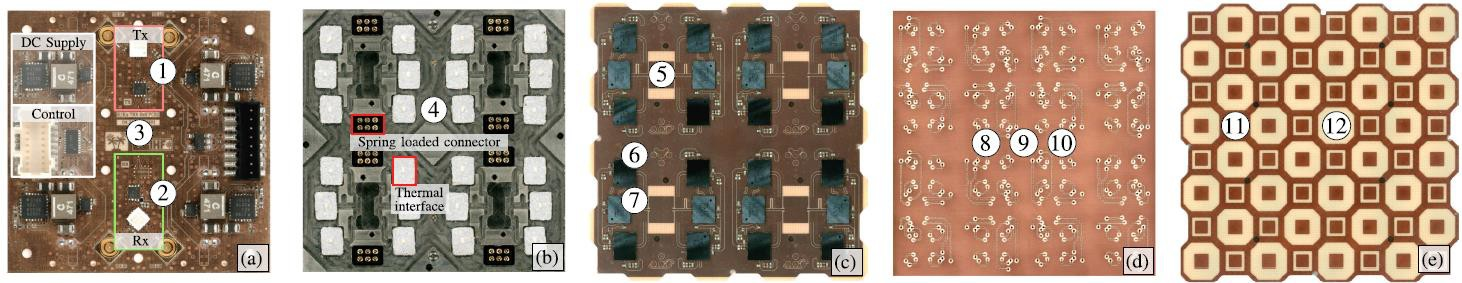 DC Supply
Tx
1
Control
3
2
Rx
(a)
4
Spring loaded connector
Thermal
interface
(b)
5
6
7
(c)
8 9 10
(d)
11 12
(e)